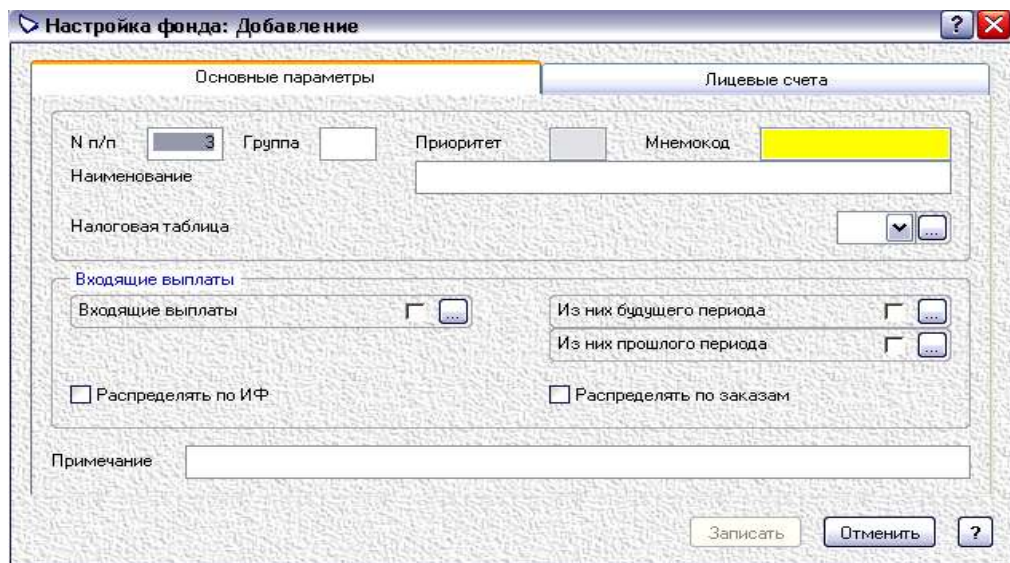 Настройка фонда: Добавление ?
Основные параметры Лицевые счета
N п/п 3 Группа Приоритет Мнемокод
Наименование
Налоговая таблица ...
Входящие выплаты
Входящие выплаты ... Из них будущего периода ...
Из них прошлого периода ...
Распределять по ИФ Распределять по заказам
Примечание
Записать Отменить ?